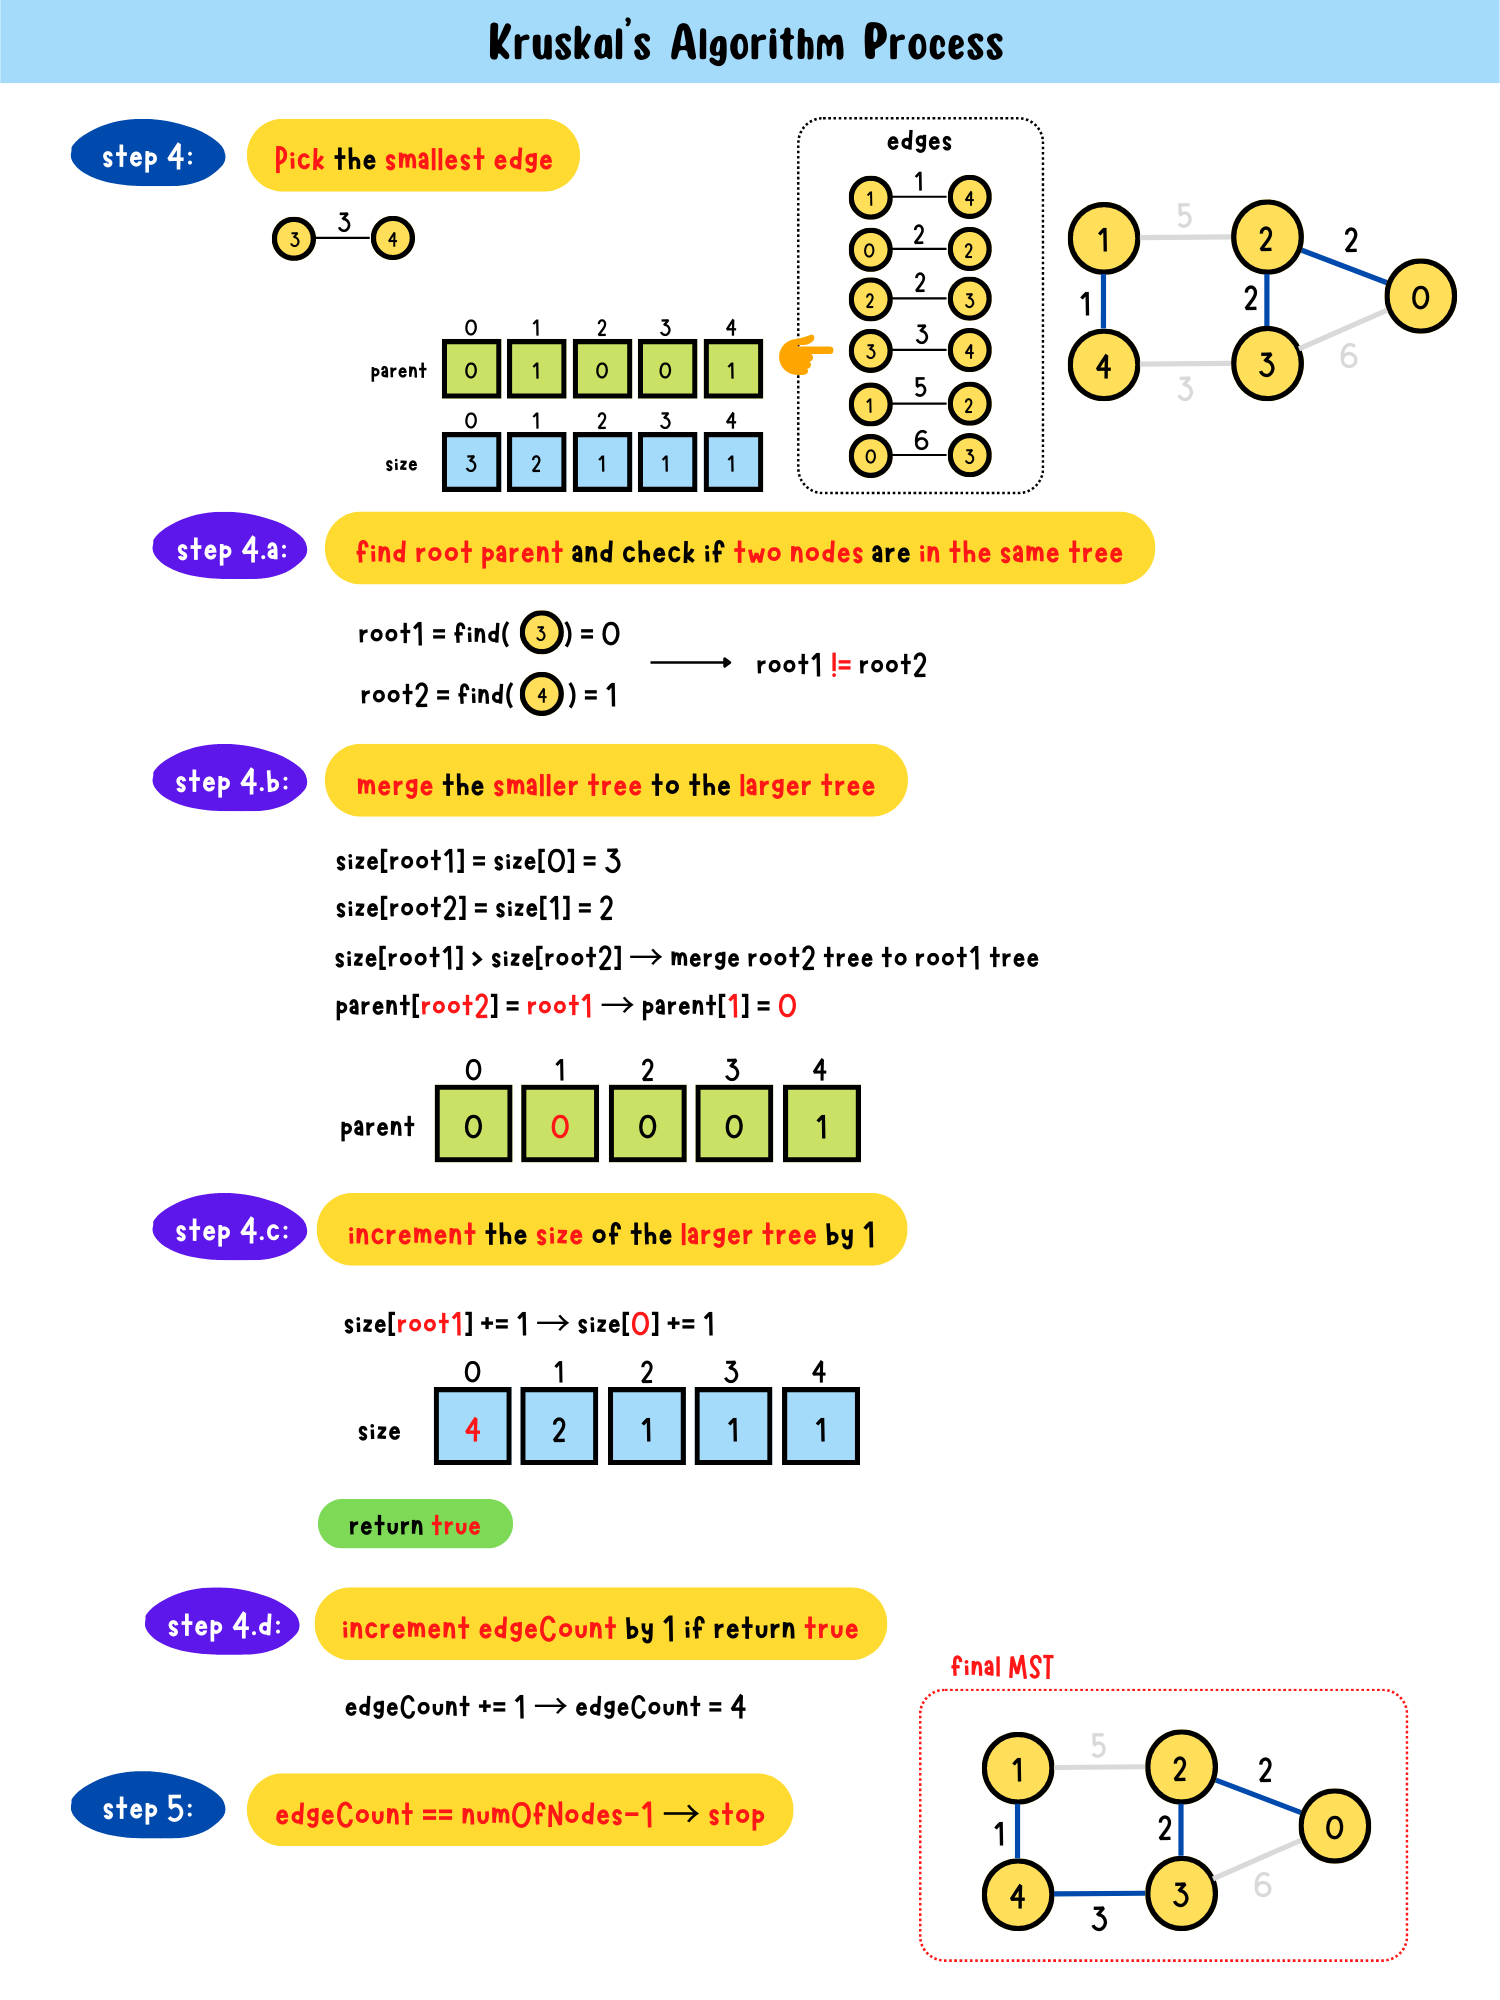 Kruskal's Algorithm Process
step 4:
Pick the smallest edge
3 3 4
edges
1 1 4
0 2 2
2 2 3
3 3 4
1 5 2
0 6 3
1 5 2 2 0
1 2
4 3 3 6
0 1 2 3 4
parent 0 1 0 0 1
0 1 2 3 4
size 3 2 1 1 1
step 4.a:
find root parent and check if two nodes are in the same tree
root1 = find( 3 ) = 0
root2 = find( 4 ) = 1
root1 != root2
step 4.b:
merge the smaller tree to the larger tree
size[root1] = size[0] = 3
size[root2] = size[1] = 2
size[root1] > size[root2] → merge root2 tree to root1 tree
parent[root2] = root1 → parent[1] = 0
0 1 2 3 4
parent 0 0 0 0 1
step 4.c:
increment the size of the larger tree by 1
size[root1] += 1 → size[0] += 1
0 1 2 3 4
size 4 2 1 1 1
return true
step 4.d:
increment edgeCount by 1 if return true
edgeCount += 1 → edgeCount = 4
step 5:
edgeCount == numOfNodes-1 → stop
final MST
1 5 2 2 0
1 2
4 3 3 6